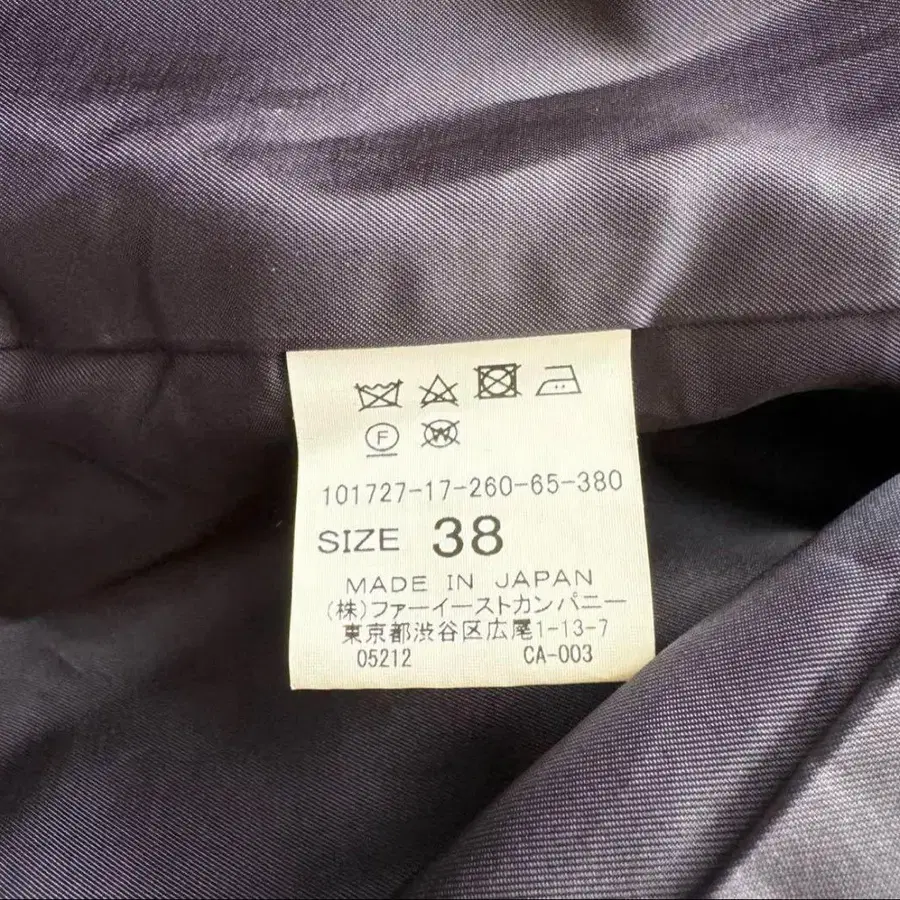 F W
101727-17-260-65-380
SIZE 38
MADE IN JAPAN
(株)ファーイーストカンパニー
東京都渋谷区広尾1-13-7
05212 CA-003